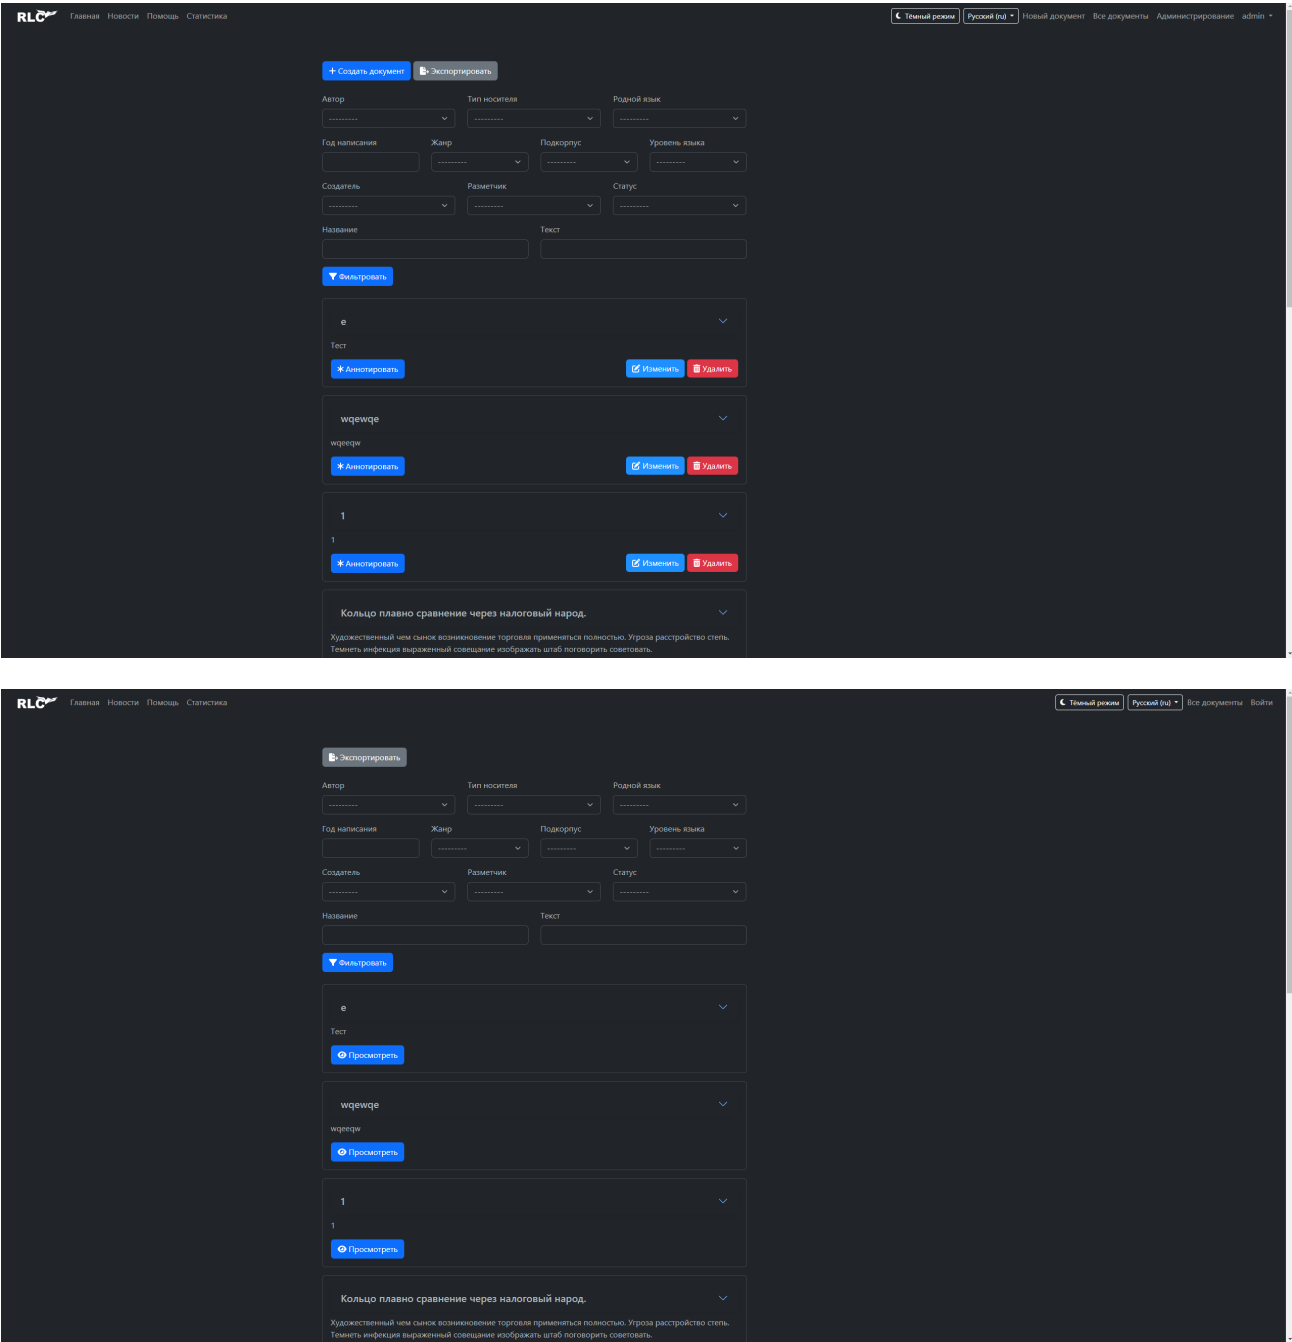 RLC Главная Новости Помощь Статистика Тёмный режим Русский (ru) Новый документ Все документы Администрирование admin
+ Создать документ Экспортировать
Автор Тип носителя Родной язык
--------- --------- ---------
Год написания Жанр Подкорпус Уровень языка
--------- --------- ---------
Создатель Разметчик Статус
--------- --------- ---------
Название Текст
Фильтровать
e
Тест
Аннотировать Изменить Удалить
wqewqe
wqeeqw
Аннотировать Изменить Удалить
1
1
Аннотировать Изменить Удалить
Кольцо плавно сравнение через налоговый народ.
Художественный чем сынок возникновение торговля применяться полностью. Угроза расстройство степь.
Темнеть инфекция выраженный совещание изображать штаб поговорить советовать.
RLC Главная Новости Помощь Статистика Тёмный режим Русский (ru) Все документы Войти
Экспортировать
Автор Тип носителя Родной язык
--------- --------- ---------
Год написания Жанр Подкорпус Уровень языка
--------- --------- ---------
Создатель Разметчик Статус
--------- --------- ---------
Название Текст
Фильтровать
e
Тест
Просмотреть
wqewqe
wqeeqw
Просмотреть
1
1
Просмотреть
Кольцо плавно сравнение через налоговый народ.
Художественный чем сынок возникновение торговля применяться полностью. Угроза расстройство степь.
Темнеть инфекция выраженный совещание изображать штаб поговорить советовать.